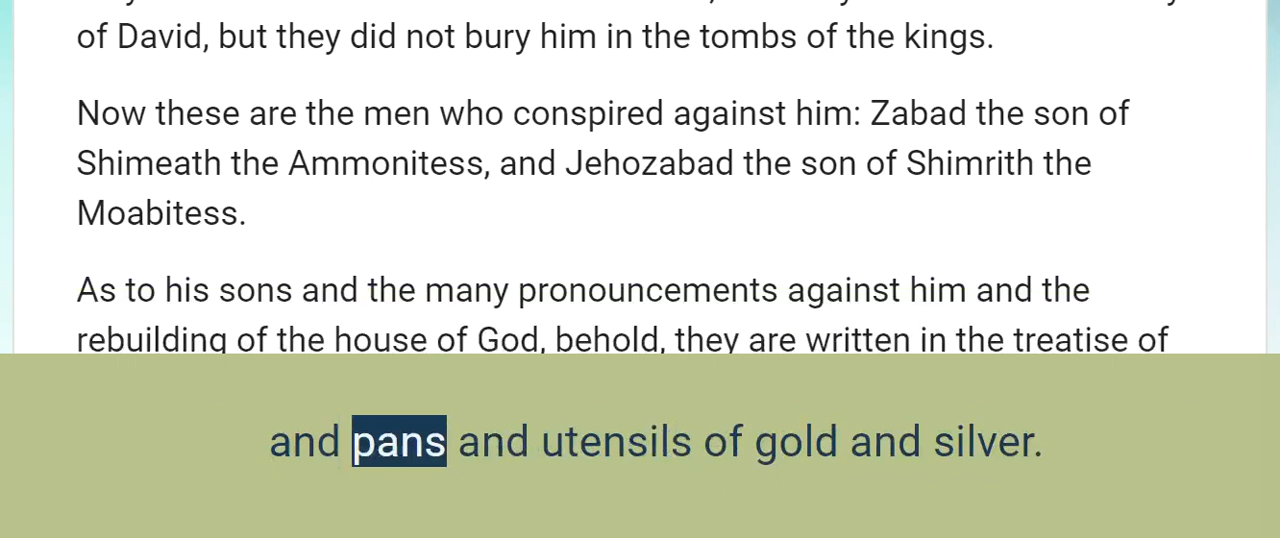 of David, but they did not bury him in the tombs of the kings.
Now these are the men who conspired against him: Zabad the son of
Shimeath the Ammonitess, and Jehozabad the son of Shimrith the
Moabitess.
As to his sons and the many pronouncements against him and the
rebuilding of the house of God, behold, they are written in the treatise of
and pans and utensils of gold and silver.